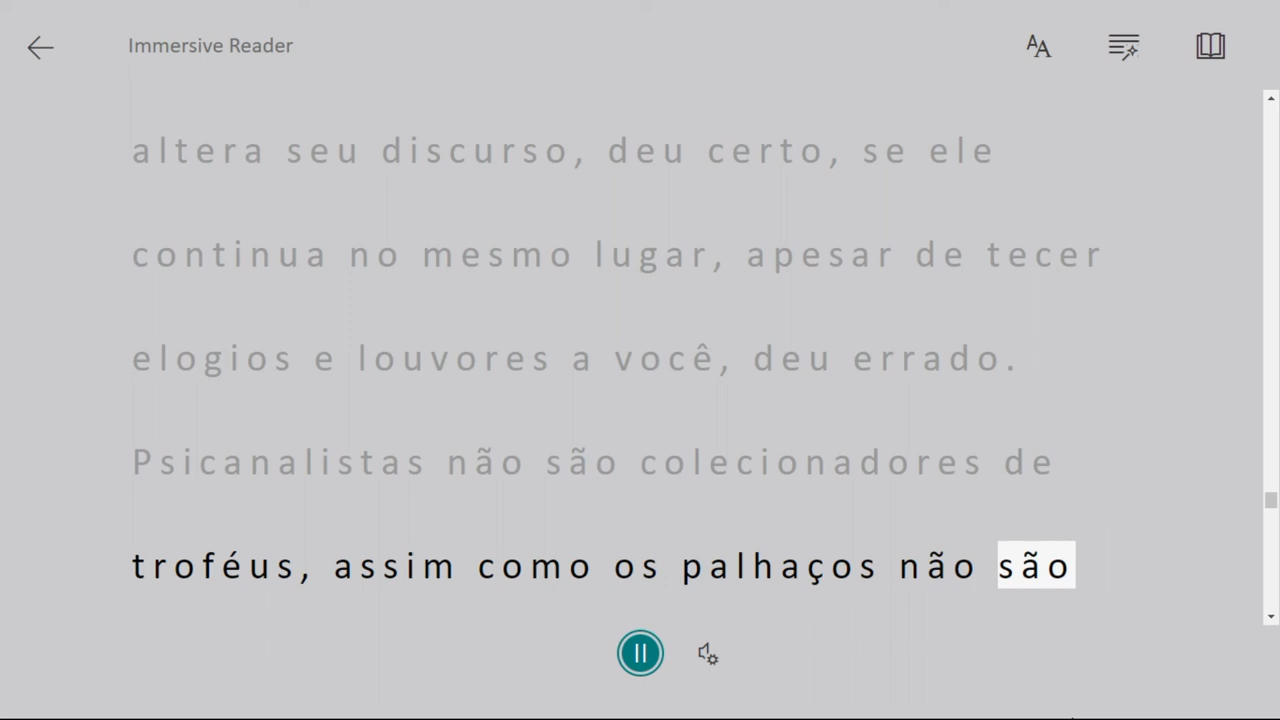 Immersive Reader
altera seu discurso, deu certo, se ele
continua no mesmo lugar, apesar de tecer
elogios e louvores a você, deu errado.
Psicanalistas não são colecionadores de
troféus, assim como os palhaços não são